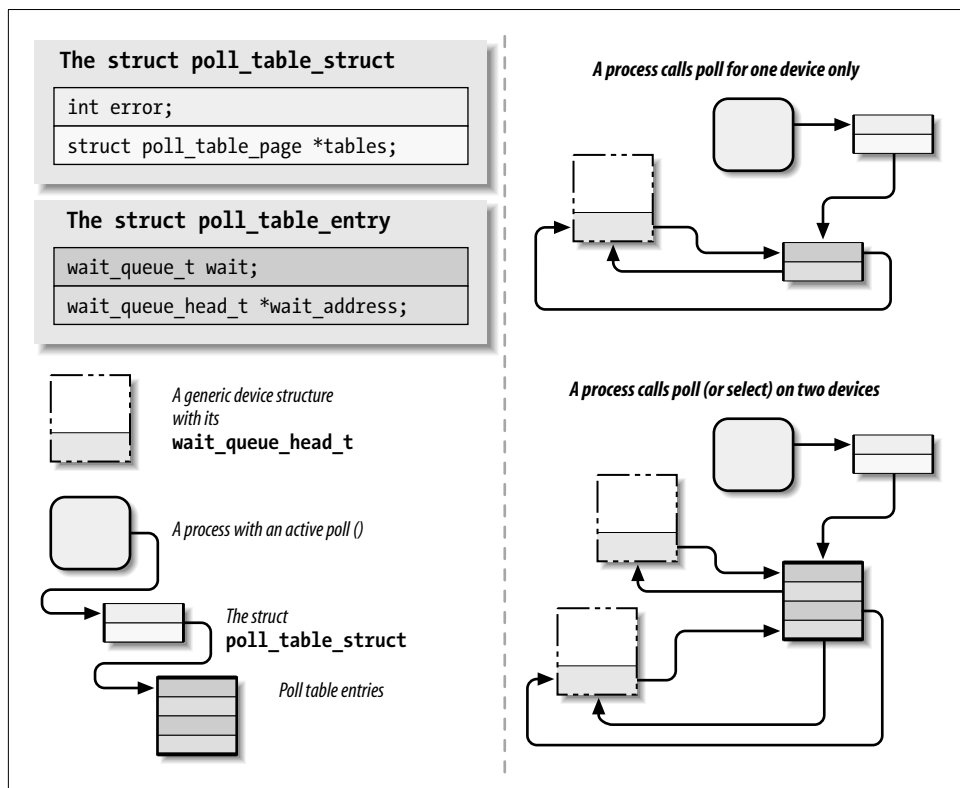 The struct poll_table_struct
int error;
struct poll_table_page *tables;
The struct poll_table_entry
wait_queue_t wait;
wait_queue_head_t *wait_address;
A generic device structure
with its
wait_queue_head_t
A process with an active poll ()
The struct
poll_table_struct
Poll table entries
A process calls poll for one device only
A process calls poll (or select) on two devices